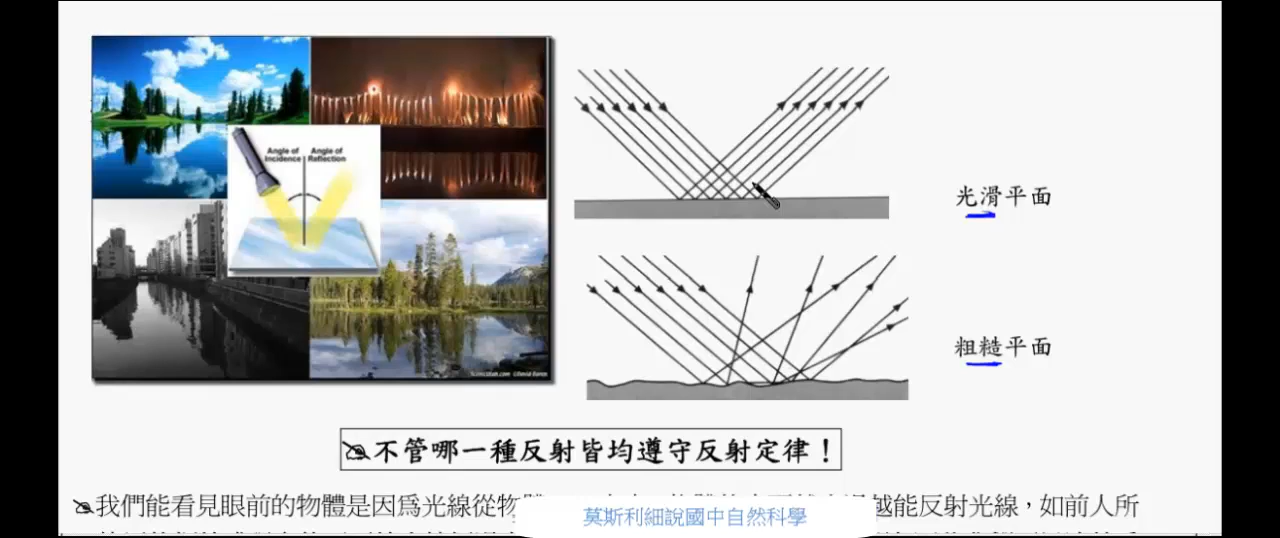 Angle of Incidence
Angle of Reflection
光滑平面
粗糙平面
不管哪一種反射皆均遵守反射定律！
我們能看見眼前的物體是因為光線從物
越能反射光線，如前人所
莫斯利細說國中自然科學